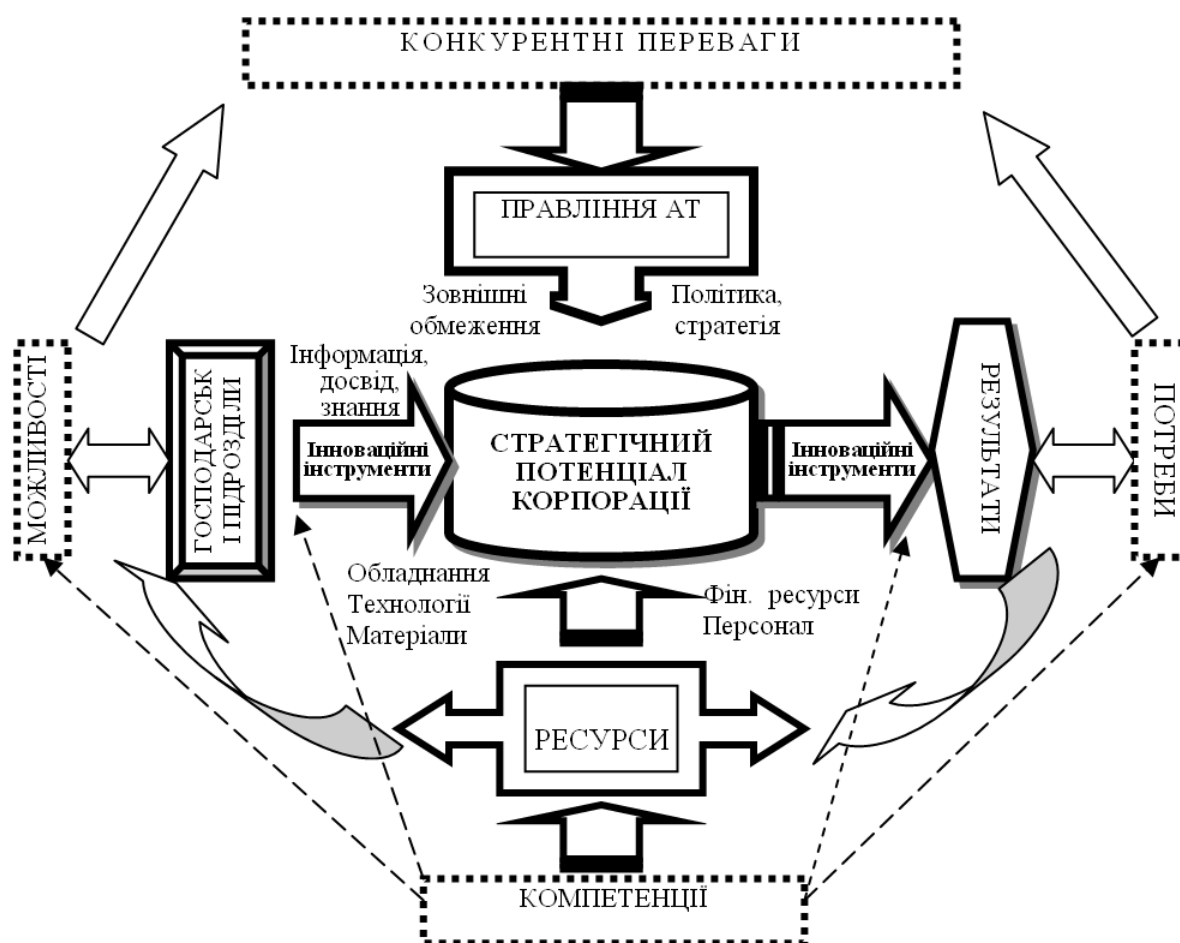 КОНКУРЕНТНІ ПЕРЕВАГИ
ПРАВЛІННЯ АТ
Зовнішні
обмеження
Політика,
стратегія
МОЖЛИВОСТІ
ГОСПОДАРСЬК
І ПІДРОЗДІЛИ
Інформація,
досвід,
знання
Інноваційні
інструменти
СТРАТЕГІЧНИЙ
ПОТЕНЦІАЛ
КОРПОРАЦІЇ
Інноваційні
інструменти
РЕЗУЛЬТАТИ
ПОТРЕБИ
Обладнання
Технології
Матеріали
Фін. ресурси
Персонал
РЕСУРСИ
КОМПЕТЕНЦІЇ